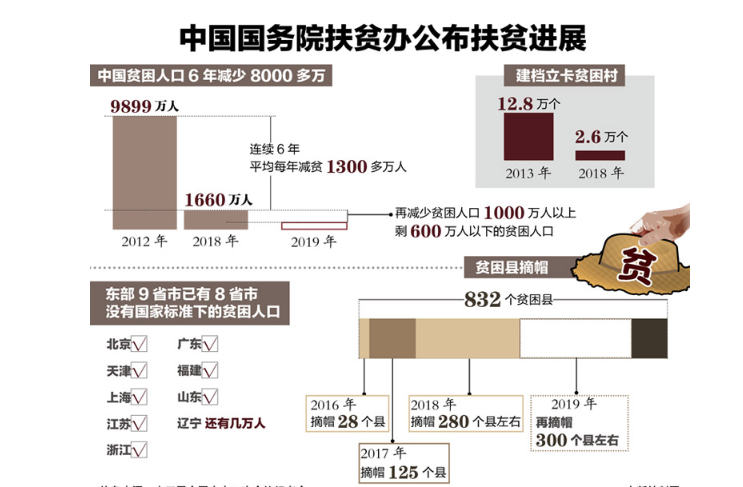 中国国务院扶贫办公布扶贫进展
中国贫困人口6年减少8000多万
9899万人
连续6年
平均每年减贫1300多万人
1660万人
再减少贫困人口1000万人以上
剩600万人以下的贫困人口
2012年
2018年
2019年
建档立卡贫困村
12.8万个
2.6万个
2013年
2018年
贫困县摘帽
贫
832个贫困县
2016年
摘帽28个县
2017年
摘帽125个县
2018年
摘帽280个县左右
2019年
再摘帽
300个县左右
东部9省市已有8省市
没有国家标准下的贫困人口
北京
广东
天津
福建
上海
山东
江苏
辽宁 还有几万人
浙江